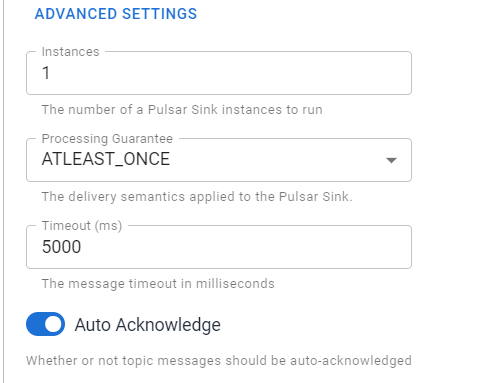 ADVANCED SETTINGS
Instances
1
The number of a Pulsar Sink instances to run
Processing Guarantee
ATLEAST_ONCE
The delivery semantics applied to the Pulsar Sink.
Timeout (ms)
5000
The message timeout in milliseconds
Auto Acknowledge
Whether or not topic messages should be auto-acknowledged